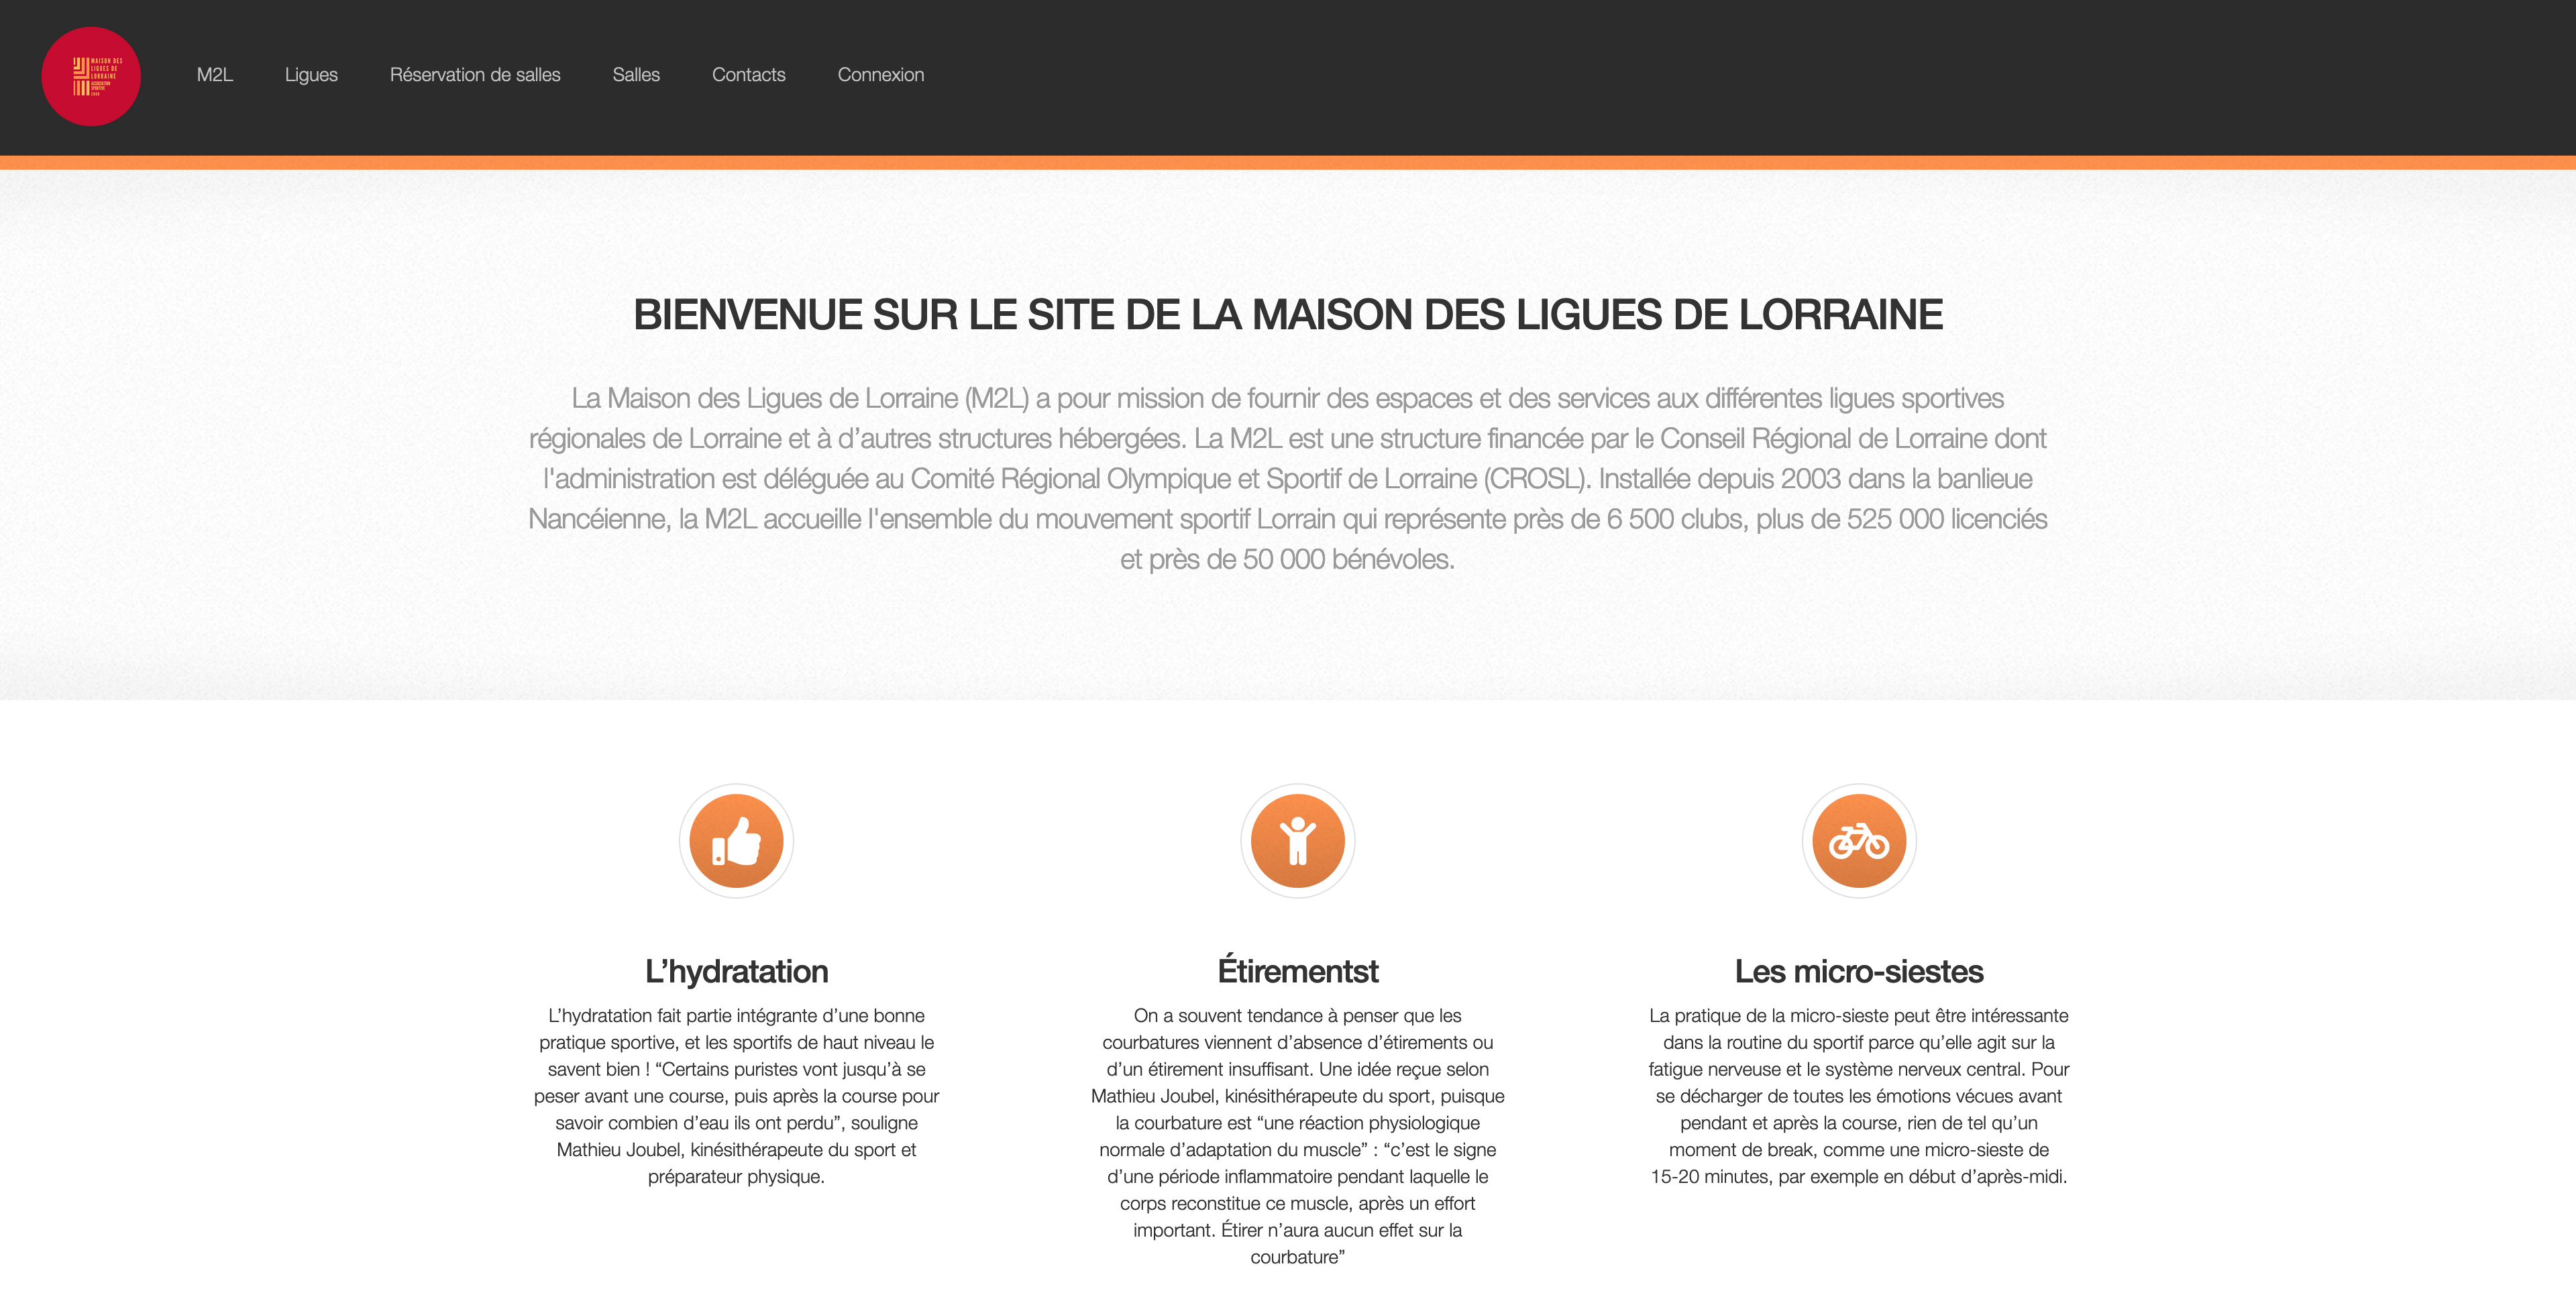 MAISON DES
LIGUES DE
LORRAINE
ASSOCIATION
SPORTIVE
M2L
Ligues
Réservation de salles
Salles
Contacts
Connexion
BIENVENUE SUR LE SITE DE LA MAISON DES LIGUES DE LORRAINE
La Maison des Ligues de Lorraine (M2L) a pour mission de fournir des espaces et des services aux différentes ligues sportives
régionales de Lorraine et à d’autres structures hébergées. La M2L est une structure financée par le Conseil Régional de Lorraine dont
l'administration est déléguée au Comité Régional Olympique et Sportif de Lorraine (CROSL). Installée depuis 2003 dans la banlieue
Nancéienne, la M2L accueille l'ensemble du mouvement sportif Lorrain qui représente près de 6 500 clubs, plus de 525 000 licenciés
et près de 50 000 bénévoles.
L’hydratation
L’hydratation fait partie intégrante d’une bonne
pratique sportive, et les sportifs de haut niveau le
savent bien ! “Certains puristes vont jusqu’à se
peser avant une course, puis après la course pour
savoir combien d’eau ils ont perdu”, souligne
Mathieu Joubel, kinésithérapeute du sport et
préparateur physique.
Étirementst
On a souvent tendance à penser que les
courbatures viennent d’absence d’étirements ou
d’un étirement insuffisant. Une idée reçue selon
Mathieu Joubel, kinésithérapeute du sport, puisque
la courbature est “une réaction physiologique
normale d’adaptation du muscle” : “c’est le signe
d’une période inflammatoire pendant laquelle le
corps reconstitue ce muscle, après un effort
important. Étirer n’aura aucun effet sur la
courbature”
Les micro-siestes
La pratique de la micro-sieste peut être intéressante
dans la routine du sportif parce qu’elle agit sur la
fatigue nerveuse et le système nerveux central. Pour
se décharger de toutes les émotions vécues avant
pendant et après la course, rien de tel qu’un
moment de break, comme une micro-sieste de
15-20 minutes, par exemple en début d’après-midi.